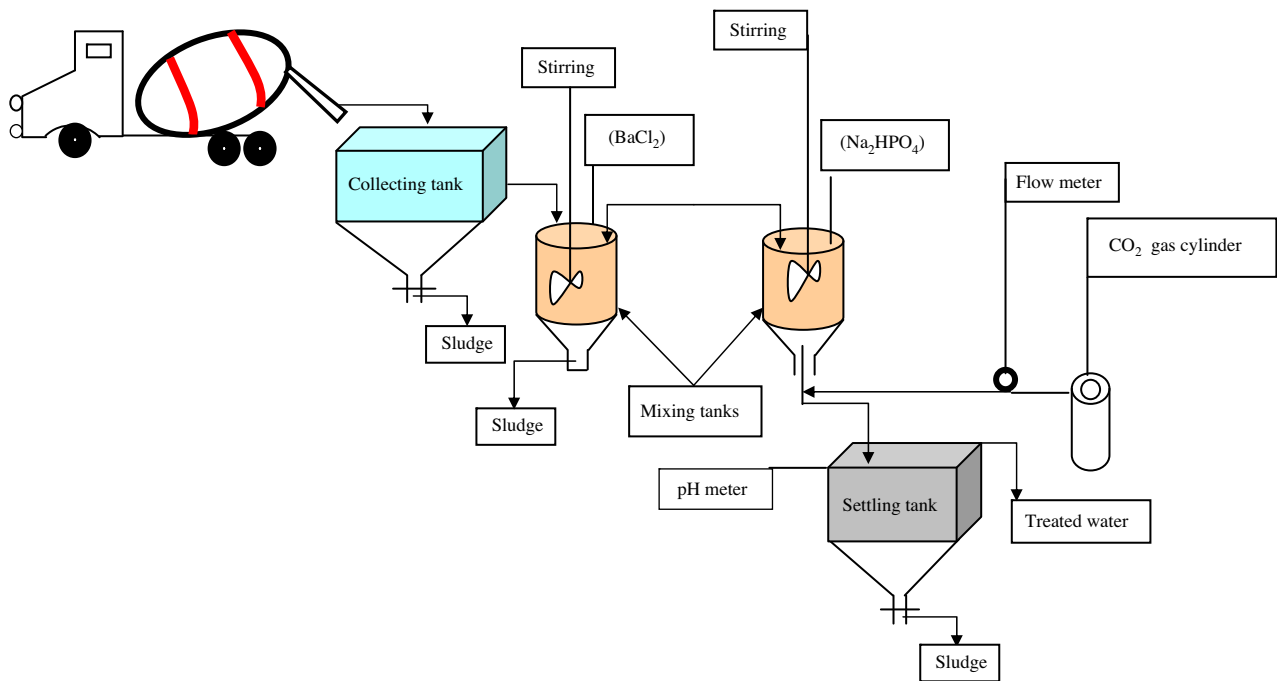 Stirring
Stirring
(BaCl₂)
(Na₂HPO₄)
Flow meter
Collecting tank
CO₂ gas cylinder
Sludge
Mixing tanks
Sludge
pH meter
Settling tank
Treated water
Sludge